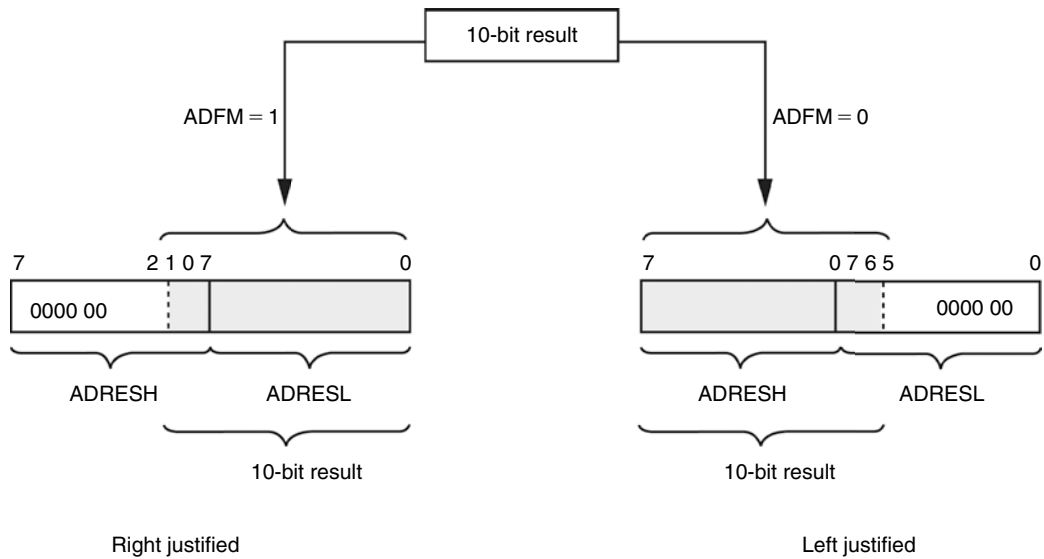 10-bit result
ADFM = 1
ADFM = 0
7 2 1 0 7 0
7 0 7 6 5 0
0000 00
0000 00
ADRESH
ADRESL
ADRESH
ADRESL
10-bit result
10-bit result
Right justified
Left justified